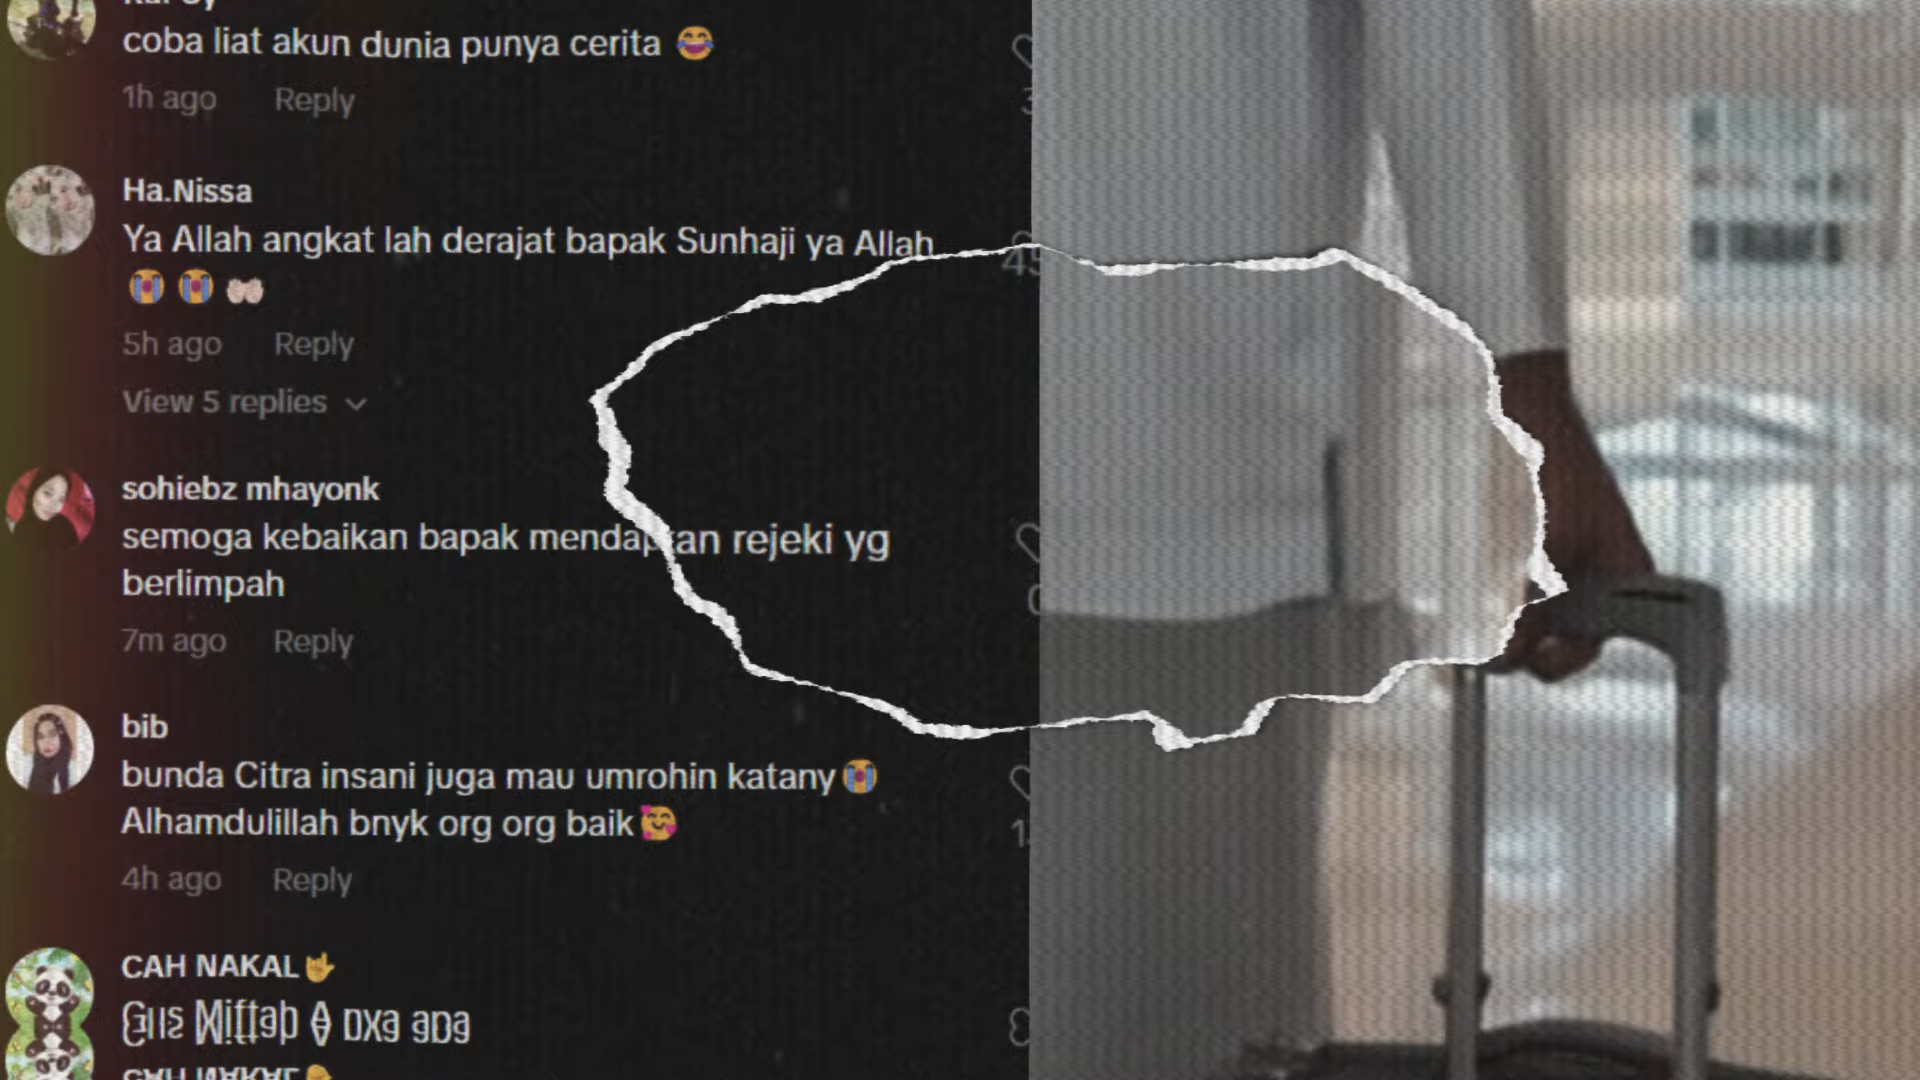 coba liat akun dunia punya cerita 😂
1h ago Reply
Ha.Nissa
Ya Allah angkat lah derajat bapak Sunhaji ya Allah
😭 😭 🤲🏻
5h ago Reply
View 5 replies
sohiebz mhayonk
semoga kebaikan bapak mendapkan rejeki yg
berlimpah
7m ago Reply
bib
bunda Citra insani juga mau umrohin katany😭
Alhamdulillah bnyk org org baik🥰
4h ago Reply
CAH NAKAL🤟